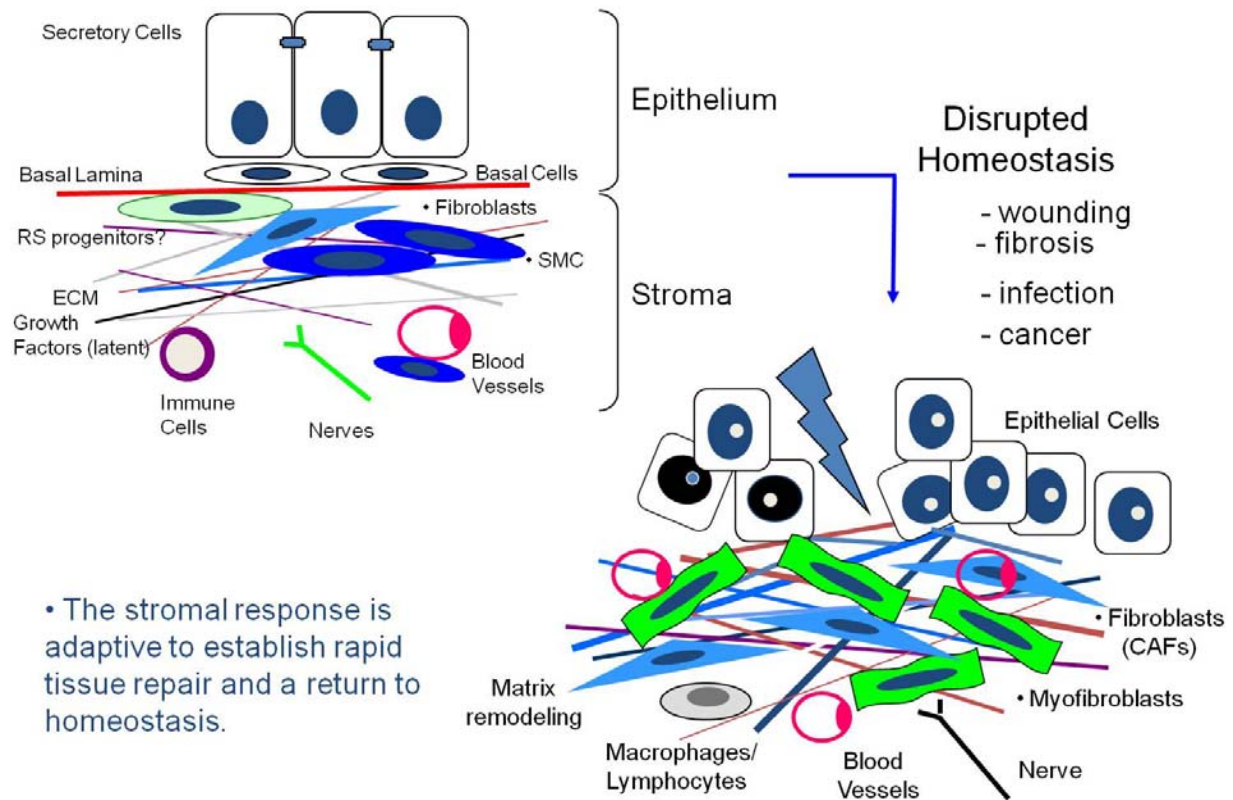 Secretory Cells
Epithelium
Basal Lamina
Basal Cells
• Fibroblasts
RS progenitors?
• SMC
ECM
Stroma
Growth
Factors (latent)
Blood
Vessels
Immune
Cells
Nerves
Disrupted
Homeostasis
- wounding
- fibrosis
- infection
- cancer
Epithelial Cells
• The stromal response is
adaptive to establish rapid
tissue repair and a return to
homeostasis.
• Fibroblasts
(CAFs)
Matrix
remodeling
• Myofibroblasts
Macrophages/
Lymphocytes
Blood
Vessels
Nerve